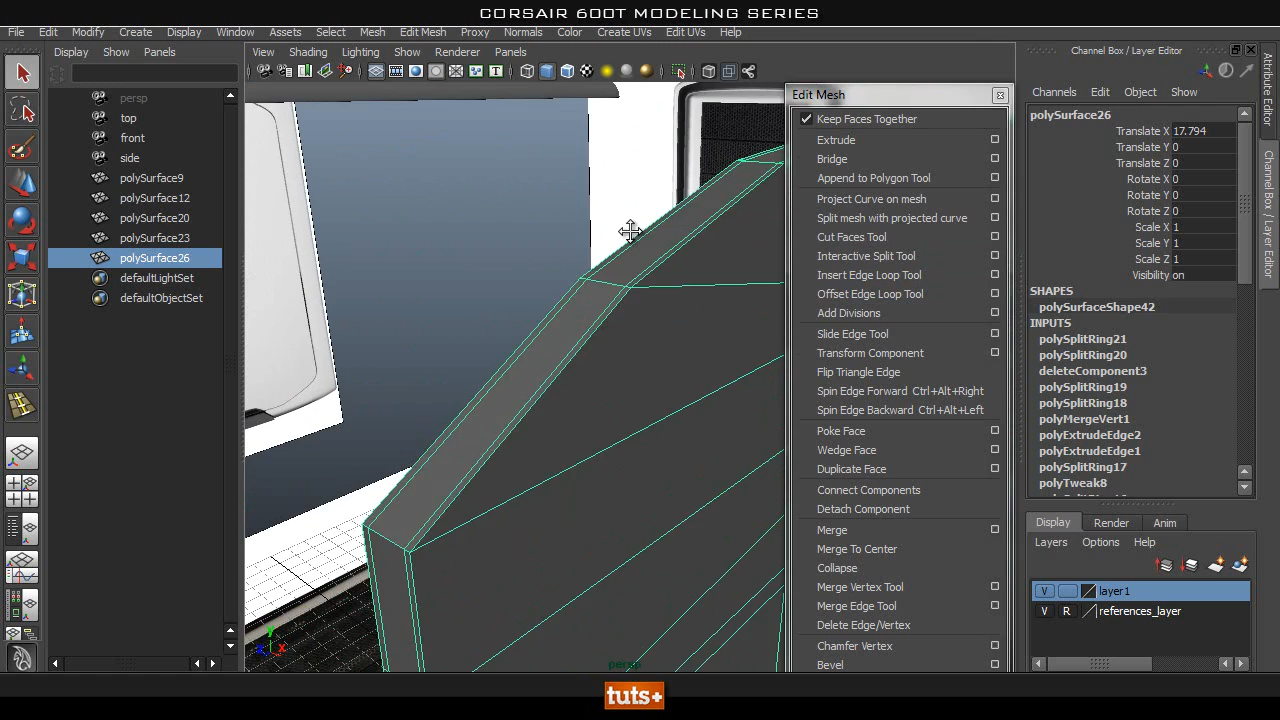 CORSAIR 600T MODELING SERIES
File Edit Modify Create Display Window Assets Select Mesh Edit Mesh Proxy Normals Color Create UVs Edit UVs Help
Display Show Panels
View Shading Lighting Show Renderer Panels
Channel Box / Layer Editor
persp
top
front
side
polySurface9
polySurface12
polySurface20
polySurface23
polySurface26
defaultLightSet
defaultObjectSet
persp
Y
Z X
Edit Mesh
Keep Faces Together
Extrude
Bridge
Append to Polygon Tool
Project Curve on mesh
Split mesh with projected curve
Cut Faces Tool
Interactive Split Tool
Insert Edge Loop Tool
Offset Edge Loop Tool
Add Divisions
Slide Edge Tool
Transform Component
Flip Triangle Edge
Spin Edge Forward Ctrl+Alt+Right
Spin Edge Backward Ctrl+Alt+Left
Poke Face
Wedge Face
Duplicate Face
Connect Components
Detach Component
Merge
Merge To Center
Collapse
Merge Vertex Tool
Merge Edge Tool
Delete Edge/Vertex
Chamfer Vertex
Bevel
Channels Edit Object Show
polySurface26
Translate X 17.794
Translate Y 0
Translate Z 0
Rotate X 0
Rotate Y 0
Rotate Z 0
Scale X 1
Scale Y 1
Scale Z 1
Visibility on
SHAPES
polySurfaceShape42
INPUTS
polySplitRing21
polySplitRing20
deleteComponent3
polySplitRing19
polySplitRing18
polyMergeVert1
polyExtrudeEdge2
polyExtrudeEdge1
polySplitRing17
polyTweak8
Display Render Anim
Layers Options Help
V layer1
V R references_layer
Attribute Editor
Channel Box / Layer Editor
tuts+